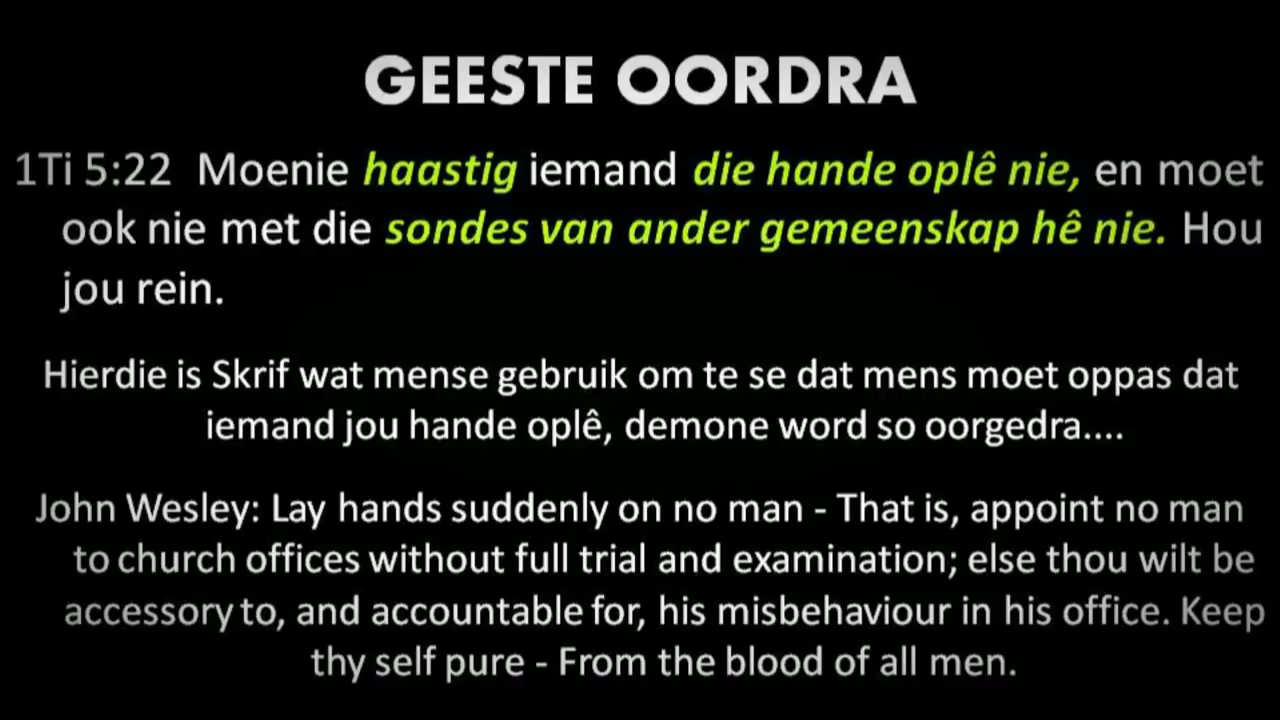 GEESTE OORDRA
1Ti 5:22 Moenie haastig iemand die hande oplê nie, en moet
ook nie met die sondes van ander gemeenskap hê nie. Hou
jou rein.
Hierdie is Skrif wat mense gebruik om te se dat mens moet oppas dat
iemand jou hande oplê, demone word so oorgedra....
John Wesley: Lay hands suddenly on no man - That is, appoint no man
to church offices without full trial and examination; else thou wilt be
accessory to, and accountable for, his misbehaviour in his office. Keep
thy self pure - From the blood of all men.